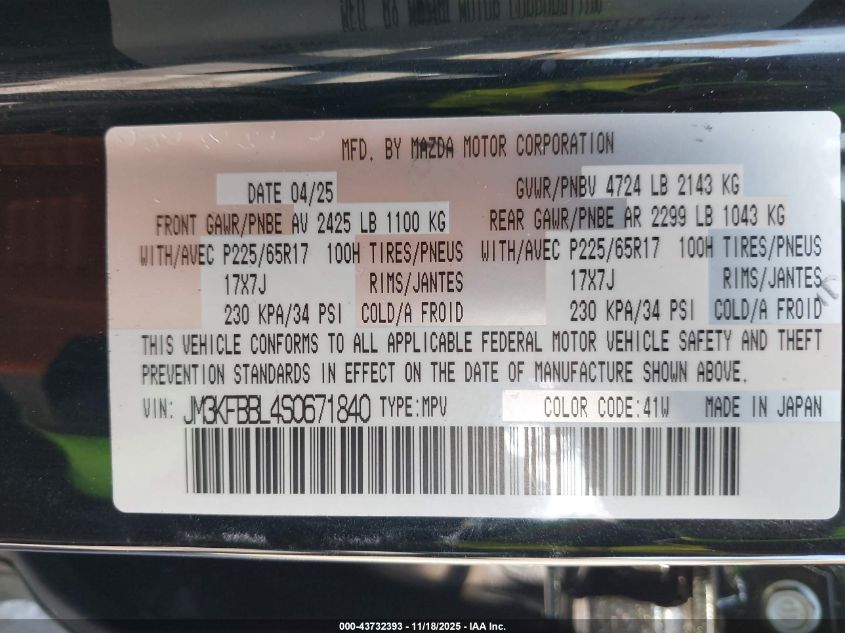 MFD. BY MAZDA MOTOR CORPORATION
DATE 04/25 GVWR/PNBV 4724 LB 2143 KG
FRONT GAWR/PNBE AV 2425 LB 1100 KG REAR GAWR/PNBE AR 2299 LB 1043 KG
WITH/AVEC P225/65R17 100H TIRES/PNEUS WITH/AVEC P225/65R17 100H TIRES/PNEUS
17X7J RIMS/JANTES 17X7J RIMS/JANTES
230 KPA/34 PSI COLD/A FROID 230 KPA/34 PSI COLD/A FROID
THIS VEHICLE CONFORMS TO ALL APPLICABLE FEDERAL MOTOR VEHICLE SAFETY AND THEFT
PREVENTION STANDARDS IN EFFECT ON THE DATE OF MANUFACTURE SHOWN ABOVE.
VIN: JM3KFBBL4S0671840 TYPE:MPV COLOR CODE:41W MADE IN JAPAN
000-43732393 - 11/18/2025 - IAA Inc.